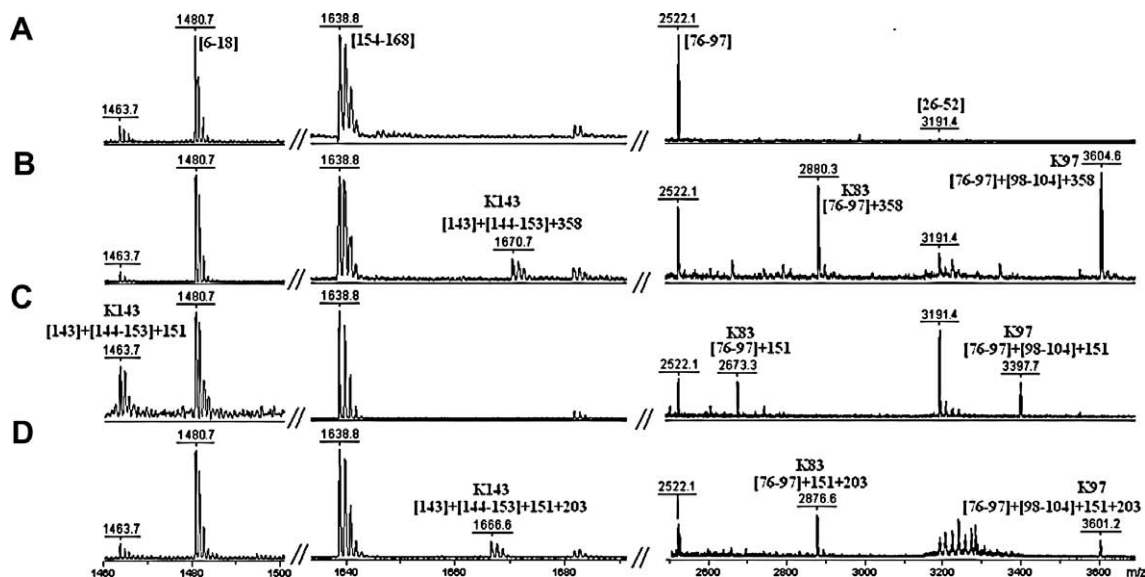 A
1480.7
[6-18]
1463.7
1638.8
[154-168]
2522.1
[76-97]
[26-52]
3191.4
B
1480.7
1463.7
1638.8
K143
[143]+[144-153]+358
1670.7
2522.1
2880.3
K83
[76-97]+358
3191.4
K97
3604.6
[76-97]+[98-104]+358
C
K143
[143]+[144-153]+151
1463.7
1480.7
1638.8
2522.1
K83
[76-97]+151
2673.3
3191.4
K97
[76-97]+[98-104]+151
3397.7
D
1480.7
1463.7
1638.8
K143
[143]+[144-153]+151+203
1666.6
2522.1
K83
[76-97]+151+203
2876.6
K97
[76-97]+[98-104]+151+203
3601.2
1460 1480 1500 1640 1660 1680 2600 2800 3000 3200 3400 3600 m/z